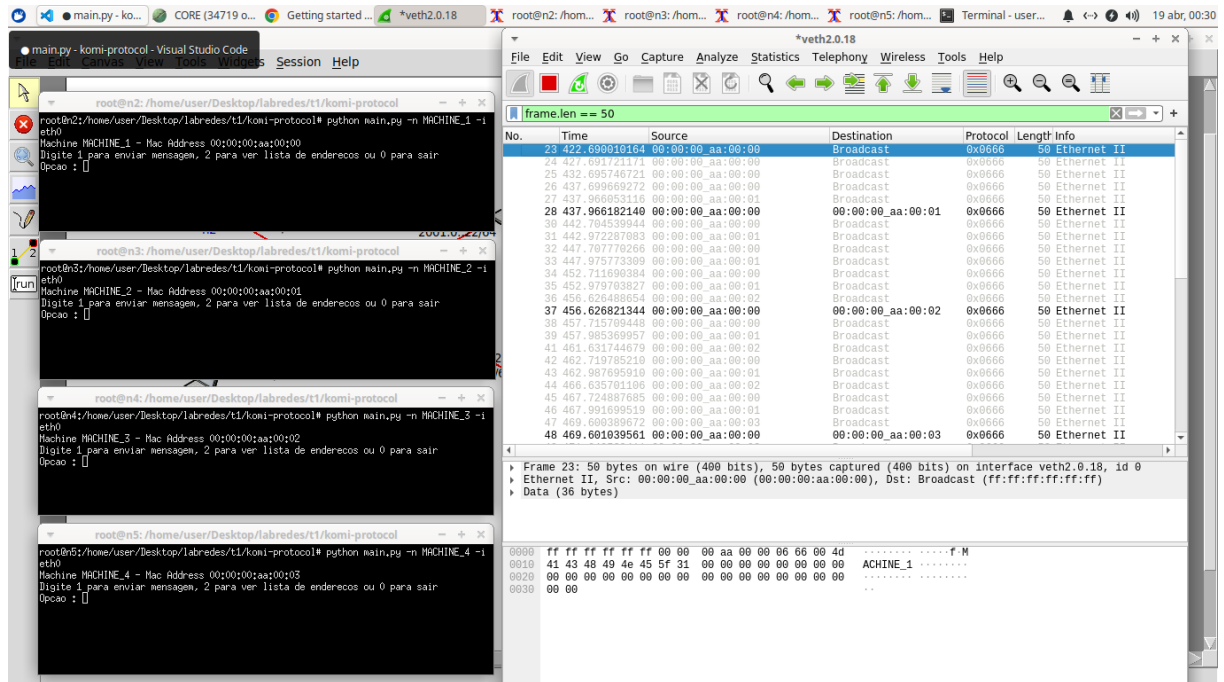 main.py - ko...
CORE (34719 o...
Getting started ...
*veth2.0.18
root@n2:/hom...
root@n3:/hom...
root@n4:/hom...
root@n5:/hom...
Terminal - user...
19 abr, 00:30
main.py - komi-protocol - Visual Studio Code
File Edit Canvas View Tools Widgets Session Help
root@n2: /home/user/Desktop/labredes/t1/komi-protocol
root@n2:/home/user/Desktop/labredes/t1/komi-protocol# python main.py -n MACHINE_1 -i
eth0
Machine MACHINE_1 - Mac Address 00:00:00:aa:00:00
Digite 1 para enviar mensagem, 2 para ver lista de enderecos ou 0 para sair
Opcao :
2001:0::22/64
root@n3: /home/user/Desktop/labredes/t1/komi-protocol
root@n3:/home/user/Desktop/labredes/t1/komi-protocol# python main.py -n MACHINE_2 -i
eth0
Machine MACHINE_2 - Mac Address 00:00:00:aa:00:01
Digite 1 para enviar mensagem, 2 para ver lista de enderecos ou 0 para sair
Opcao :
run
root@n4: /home/user/Desktop/labredes/t1/komi-protocol
root@n4:/home/user/Desktop/labredes/t1/komi-protocol# python main.py -n MACHINE_3 -i
eth0
Machine MACHINE_3 - Mac Address 00:00:00:aa:00:02
Digite 1 para enviar mensagem, 2 para ver lista de enderecos ou 0 para sair
Opcao :
root@n5: /home/user/Desktop/labredes/t1/komi-protocol
root@n5:/home/user/Desktop/labredes/t1/komi-protocol# python main.py -n MACHINE_4 -i
eth0
Machine MACHINE_4 - Mac Address 00:00:00:aa:00:03
Digite 1 para enviar mensagem, 2 para ver lista de enderecos ou 0 para sair
Opcao :
*veth2.0.18
File Edit View Go Capture Analyze Statistics Telephony Wireless Tools Help
frame.len == 50
No. Time Source Destination Protocol Length Info
23 422.690010164 00:00:00_aa:00:00 Broadcast 0x0666 50 Ethernet II
24 427.691721171 00:00:00_aa:00:00 Broadcast 0x0666 50 Ethernet II
25 432.695746721 00:00:00_aa:00:00 Broadcast 0x0666 50 Ethernet II
26 437.699669272 00:00:00_aa:00:00 Broadcast 0x0666 50 Ethernet II
27 437.966053116 00:00:00_aa:00:01 Broadcast 0x0666 50 Ethernet II
28 437.966182140 00:00:00_aa:00:00 00:00:00_aa:00:01 0x0666 50 Ethernet II
30 442.704539944 00:00:00_aa:00:00 Broadcast 0x0666 50 Ethernet II
31 442.972287083 00:00:00_aa:00:01 Broadcast 0x0666 50 Ethernet II
32 447.707770266 00:00:00_aa:00:00 Broadcast 0x0666 50 Ethernet II
33 447.975773309 00:00:00_aa:00:01 Broadcast 0x0666 50 Ethernet II
34 452.711690384 00:00:00_aa:00:00 Broadcast 0x0666 50 Ethernet II
35 452.979703827 00:00:00_aa:00:01 Broadcast 0x0666 50 Ethernet II
36 456.626488654 00:00:00_aa:00:02 Broadcast 0x0666 50 Ethernet II
37 456.626821344 00:00:00_aa:00:00 00:00:00_aa:00:02 0x0666 50 Ethernet II
38 457.715709448 00:00:00_aa:00:00 Broadcast 0x0666 50 Ethernet II
39 457.985369957 00:00:00_aa:00:01 Broadcast 0x0666 50 Ethernet II
41 461.631744679 00:00:00_aa:00:02 Broadcast 0x0666 50 Ethernet II
42 462.719785210 00:00:00_aa:00:00 Broadcast 0x0666 50 Ethernet II
43 462.987695910 00:00:00_aa:00:01 Broadcast 0x0666 50 Ethernet II
44 466.635701106 00:00:00_aa:00:02 Broadcast 0x0666 50 Ethernet II
45 467.724887685 00:00:00_aa:00:00 Broadcast 0x0666 50 Ethernet II
46 467.991699519 00:00:00_aa:00:01 Broadcast 0x0666 50 Ethernet II
47 469.600389672 00:00:00_aa:00:03 Broadcast 0x0666 50 Ethernet II
48 469.601039561 00:00:00_aa:00:00 00:00:00_aa:00:03 0x0666 50 Ethernet II
Frame 23: 50 bytes on wire (400 bits), 50 bytes captured (400 bits) on interface veth2.0.18, id 0
Ethernet II, Src: 00:00:00_aa:00:00 (00:00:00:aa:00:00), Dst: Broadcast (ff:ff:ff:ff:ff:ff)
Data (36 bytes)
0000 ff ff ff ff ff ff 00 00 00 aa 00 00 06 66 00 4d ········ ·····f·M
0010 41 43 48 49 4e 45 5f 31 00 00 00 00 00 00 00 00 ACHINE_1 ········
0020 00 00 00 00 00 00 00 00 00 00 00 00 00 00 00 00 ········ ········
0030 00 00 ··